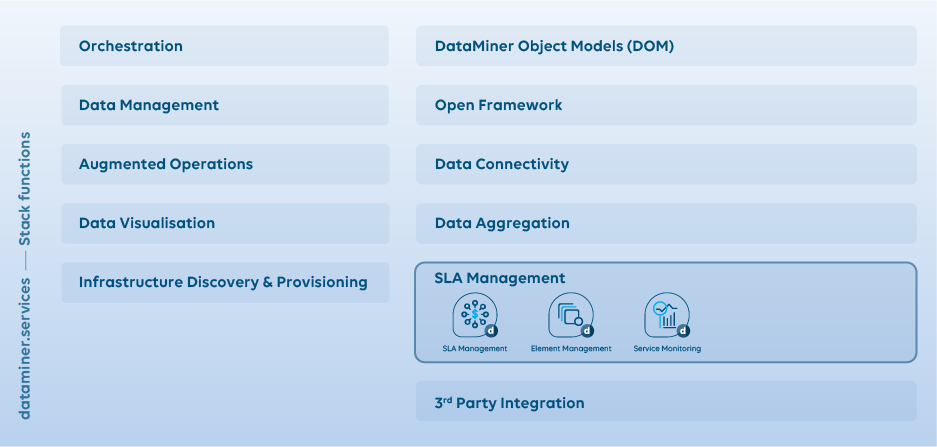 dataminer.services — Stack functions
Orchestration
Data Management
Augmented Operations
Data Visualisation
Infrastructure Discovery & Provisioning
DataMiner Object Models (DOM)
Open Framework
Data Connectivity
Data Aggregation
SLA Management
$
d
d
d
SLA Management
Element Management
Service Monitoring
3rd Party Integration